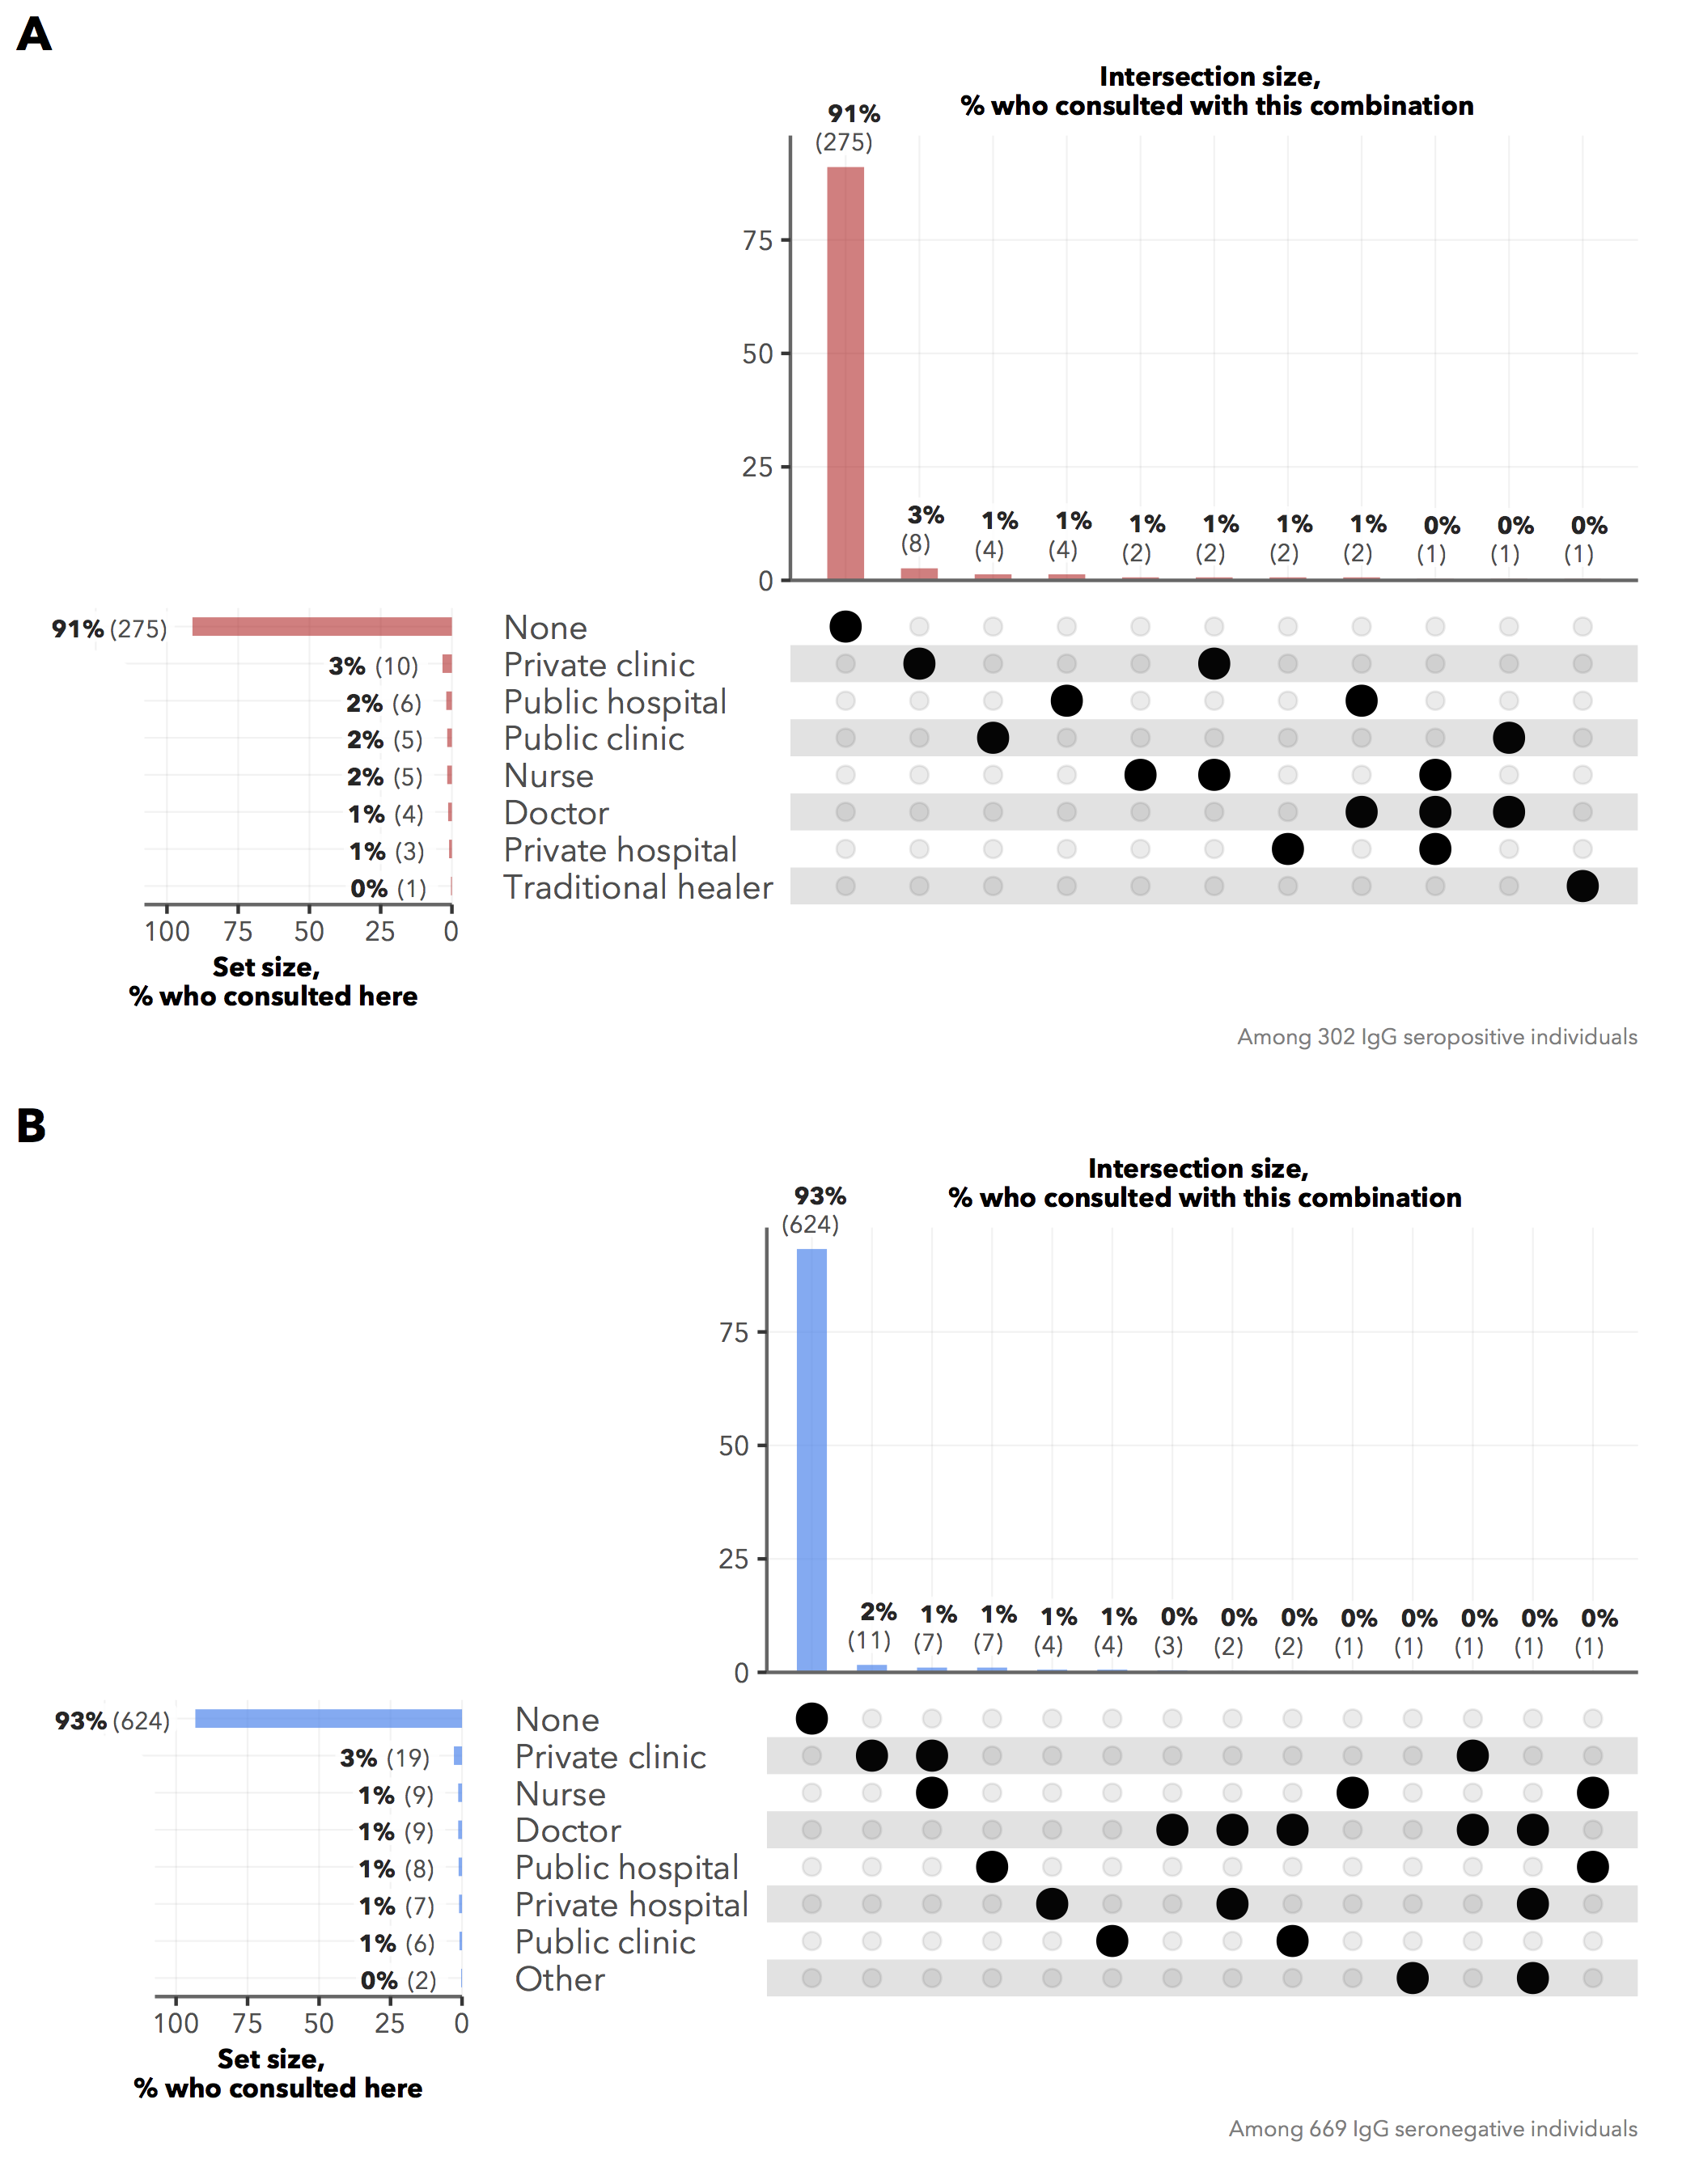 A
Intersection size,
% who consulted with this combination
91%
(275)
75
50
25
0
3% 1% 1% 1% 1% 1% 1% 0% 0% 0%
(8) (4) (4) (2) (2) (2) (2) (1) (1) (1)
91% (275) None
3% (10) Private clinic
2% (6) Public hospital
2% (5) Public clinic
2% (5) Nurse
1% (4) Doctor
1% (3) Private hospital
0% (1) Traditional healer
100 75 50 25 0
Set size,
% who consulted here
Among 302 IgG seropositive individuals
B
Intersection size,
% who consulted with this combination
93%
(624)
75
50
25
0
2% 1% 1% 1% 1% 0% 0% 0% 0% 0% 0% 0% 0%
(11) (7) (7) (4) (4) (3) (2) (2) (1) (1) (1) (1) (1)
93% (624) None
3% (19) Private clinic
1% (9) Nurse
1% (9) Doctor
1% (8) Public hospital
1% (7) Private hospital
1% (6) Public clinic
0% (2) Other
100 75 50 25 0
Set size,
% who consulted here
Among 669 IgG seronegative individuals